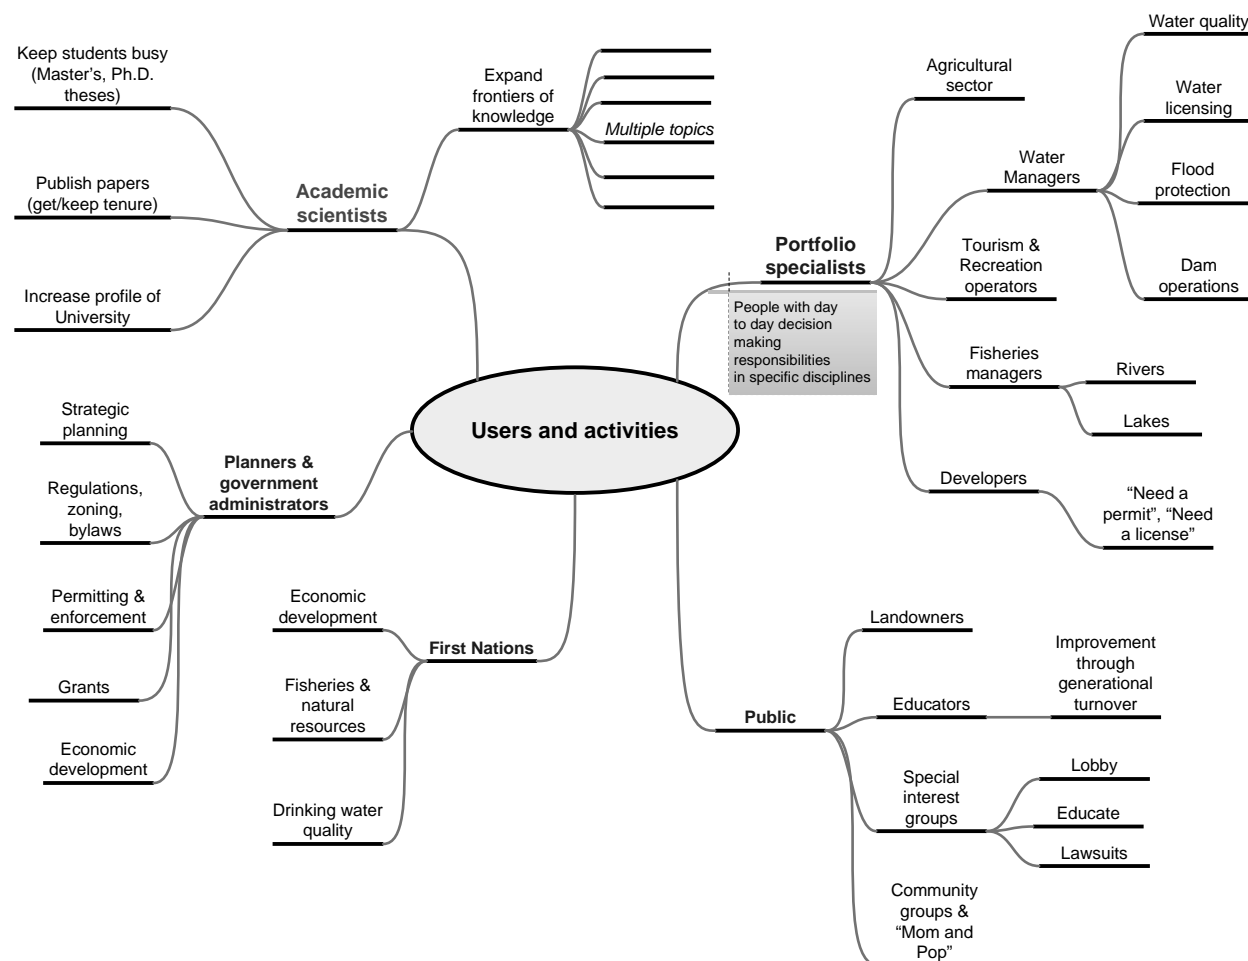 Keep students busy
(Master's, Ph.D.
theses)
Publish papers
(get/keep tenure)
Increase profile of
University
Academic
scientists
Expand
frontiers of
knowledge
Multiple topics
Portfolio
specialists
People with day
to day decision
making
responsibilities
in specific disciplines
Agricultural
sector
Water
Managers
Water quality
Water
licensing
Flood
protection
Dam
operations
Tourism &
Recreation
operators
Fisheries
managers
Rivers
Lakes
Developers
“Need a
permit”, “Need
a license”
Users and activities
Strategic
planning
Regulations,
zoning,
bylaws
Permitting &
enforcement
Grants
Economic
development
Planners &
government
administrators
Economic
development
Fisheries &
natural
resources
Drinking water
quality
First Nations
Public
Landowners
Educators
Improvement
through
generational
turnover
Special
interest
groups
Lobby
Educate
Lawsuits
Community
groups &
“Mom and
Pop”